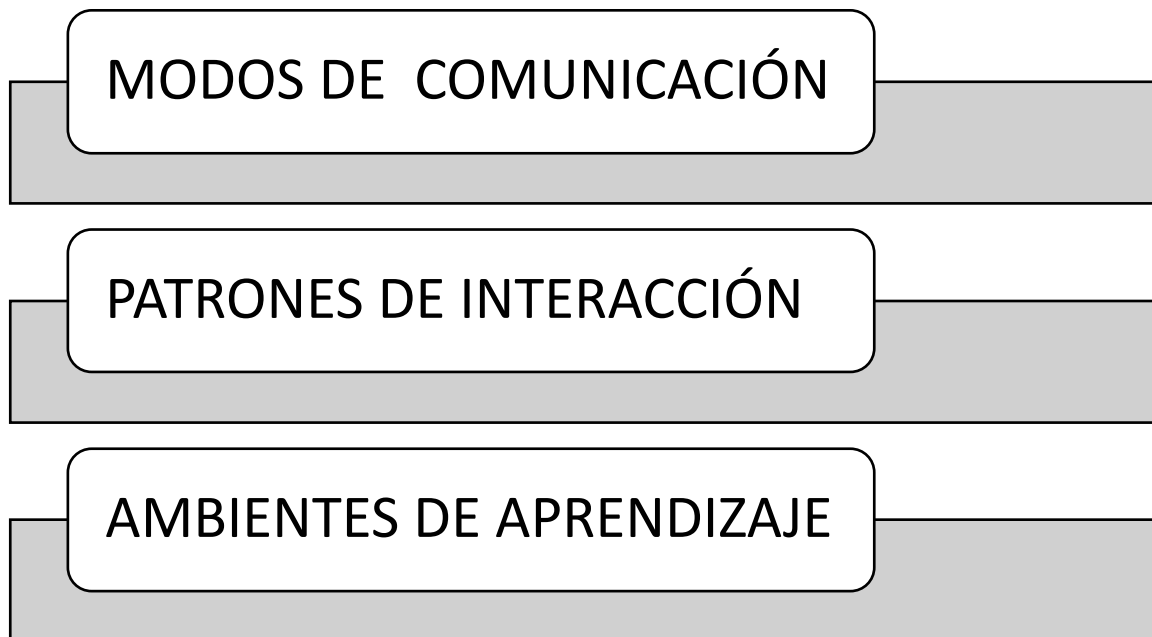 MODOS DE  COMUNICACIÓN
PATRONES DE INTERACCIÓN
AMBIENTES DE APRENDIZAJE